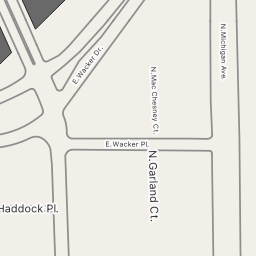 E. Wacker Dr.
N. Mac Chesney Ct.
N. Michigan Ave.
E. Wacker Pl.
N. Garland Ct.
Haddock Pl.